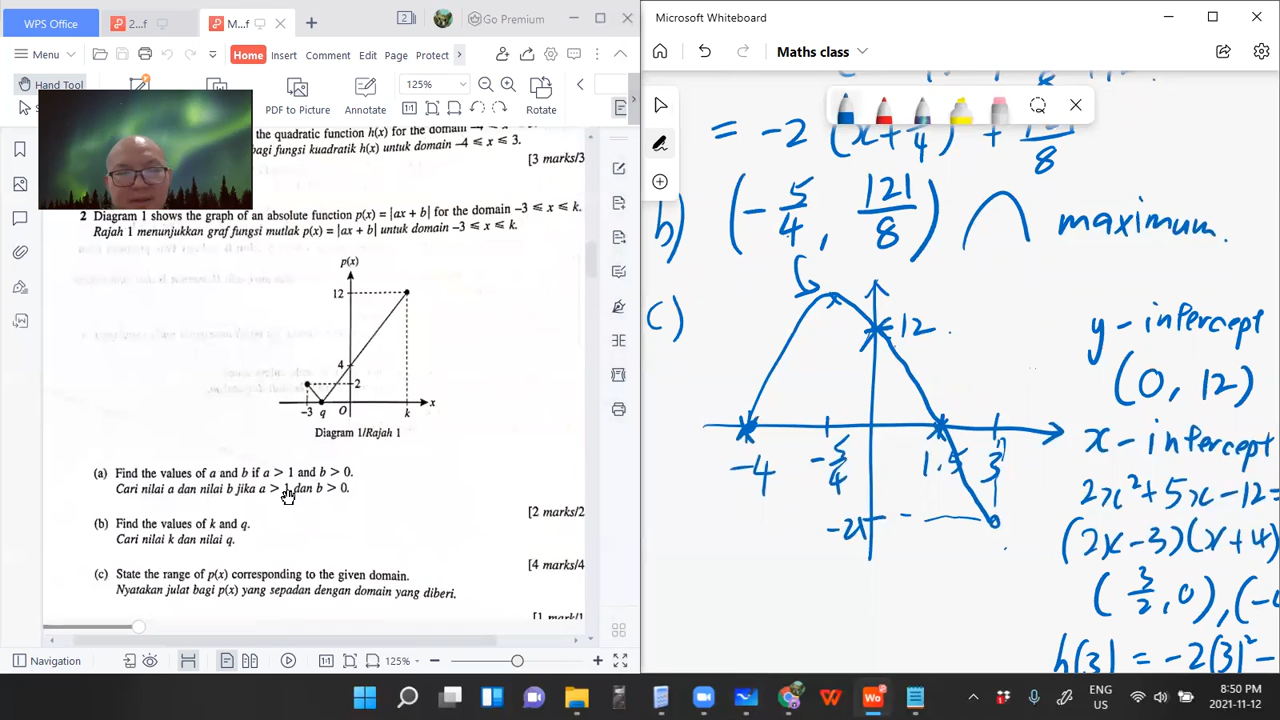 WPS Office
2...f
M...f
2
Go Premium
Menu
Home
Insert
Comment
Edit
Page
Protect
Hand Tool
PDF to Picture
Annotate
125%
Rotate
the quadratic function h(x) for the domain −4 ≤ x ≤ 3.
bagi fungsi kuadratik h(x) untuk domain −4 ≤ x ≤ 3.
[3 marks/3
2 Diagram 1 shows the graph of an absolute function p(x) = |ax + b| for the domain −3 ≤ x ≤ k.
Rajah 1 menunjukkan graf fungsi mutlak p(x) = |ax + b| untuk domain −3 ≤ x ≤ k.
p(x)
12
4
2
−3 q O k x
Diagram 1/Rajah 1
(a) Find the values of a and b if a > 1 and b > 0.
Cari nilai a dan nilai b jika a > 1 dan b > 0.
[2 marks/2
(b) Find the values of k and q.
Cari nilai k dan nilai q.
[4 marks/4
(c) State the range of p(x) corresponding to the given domain.
Nyatakan julat bagi p(x) yang sepadan dengan domain yang diberi.
[1 mark/1
Navigation
125%
Microsoft Whiteboard
Maths class
= -2 (x+5/4) +
8
b) (-5/4, 121/8) maximum.
c)
12
-4 -5/4 1.5 3
-21
y-intercept
(0, 12)
x-intercept
2x²+5x-12=
(2x-3)(x+4)
(3/2, 0), (-4
h(3) = -2(3)² -
ENG
US
8:50 PM
2021-11-12